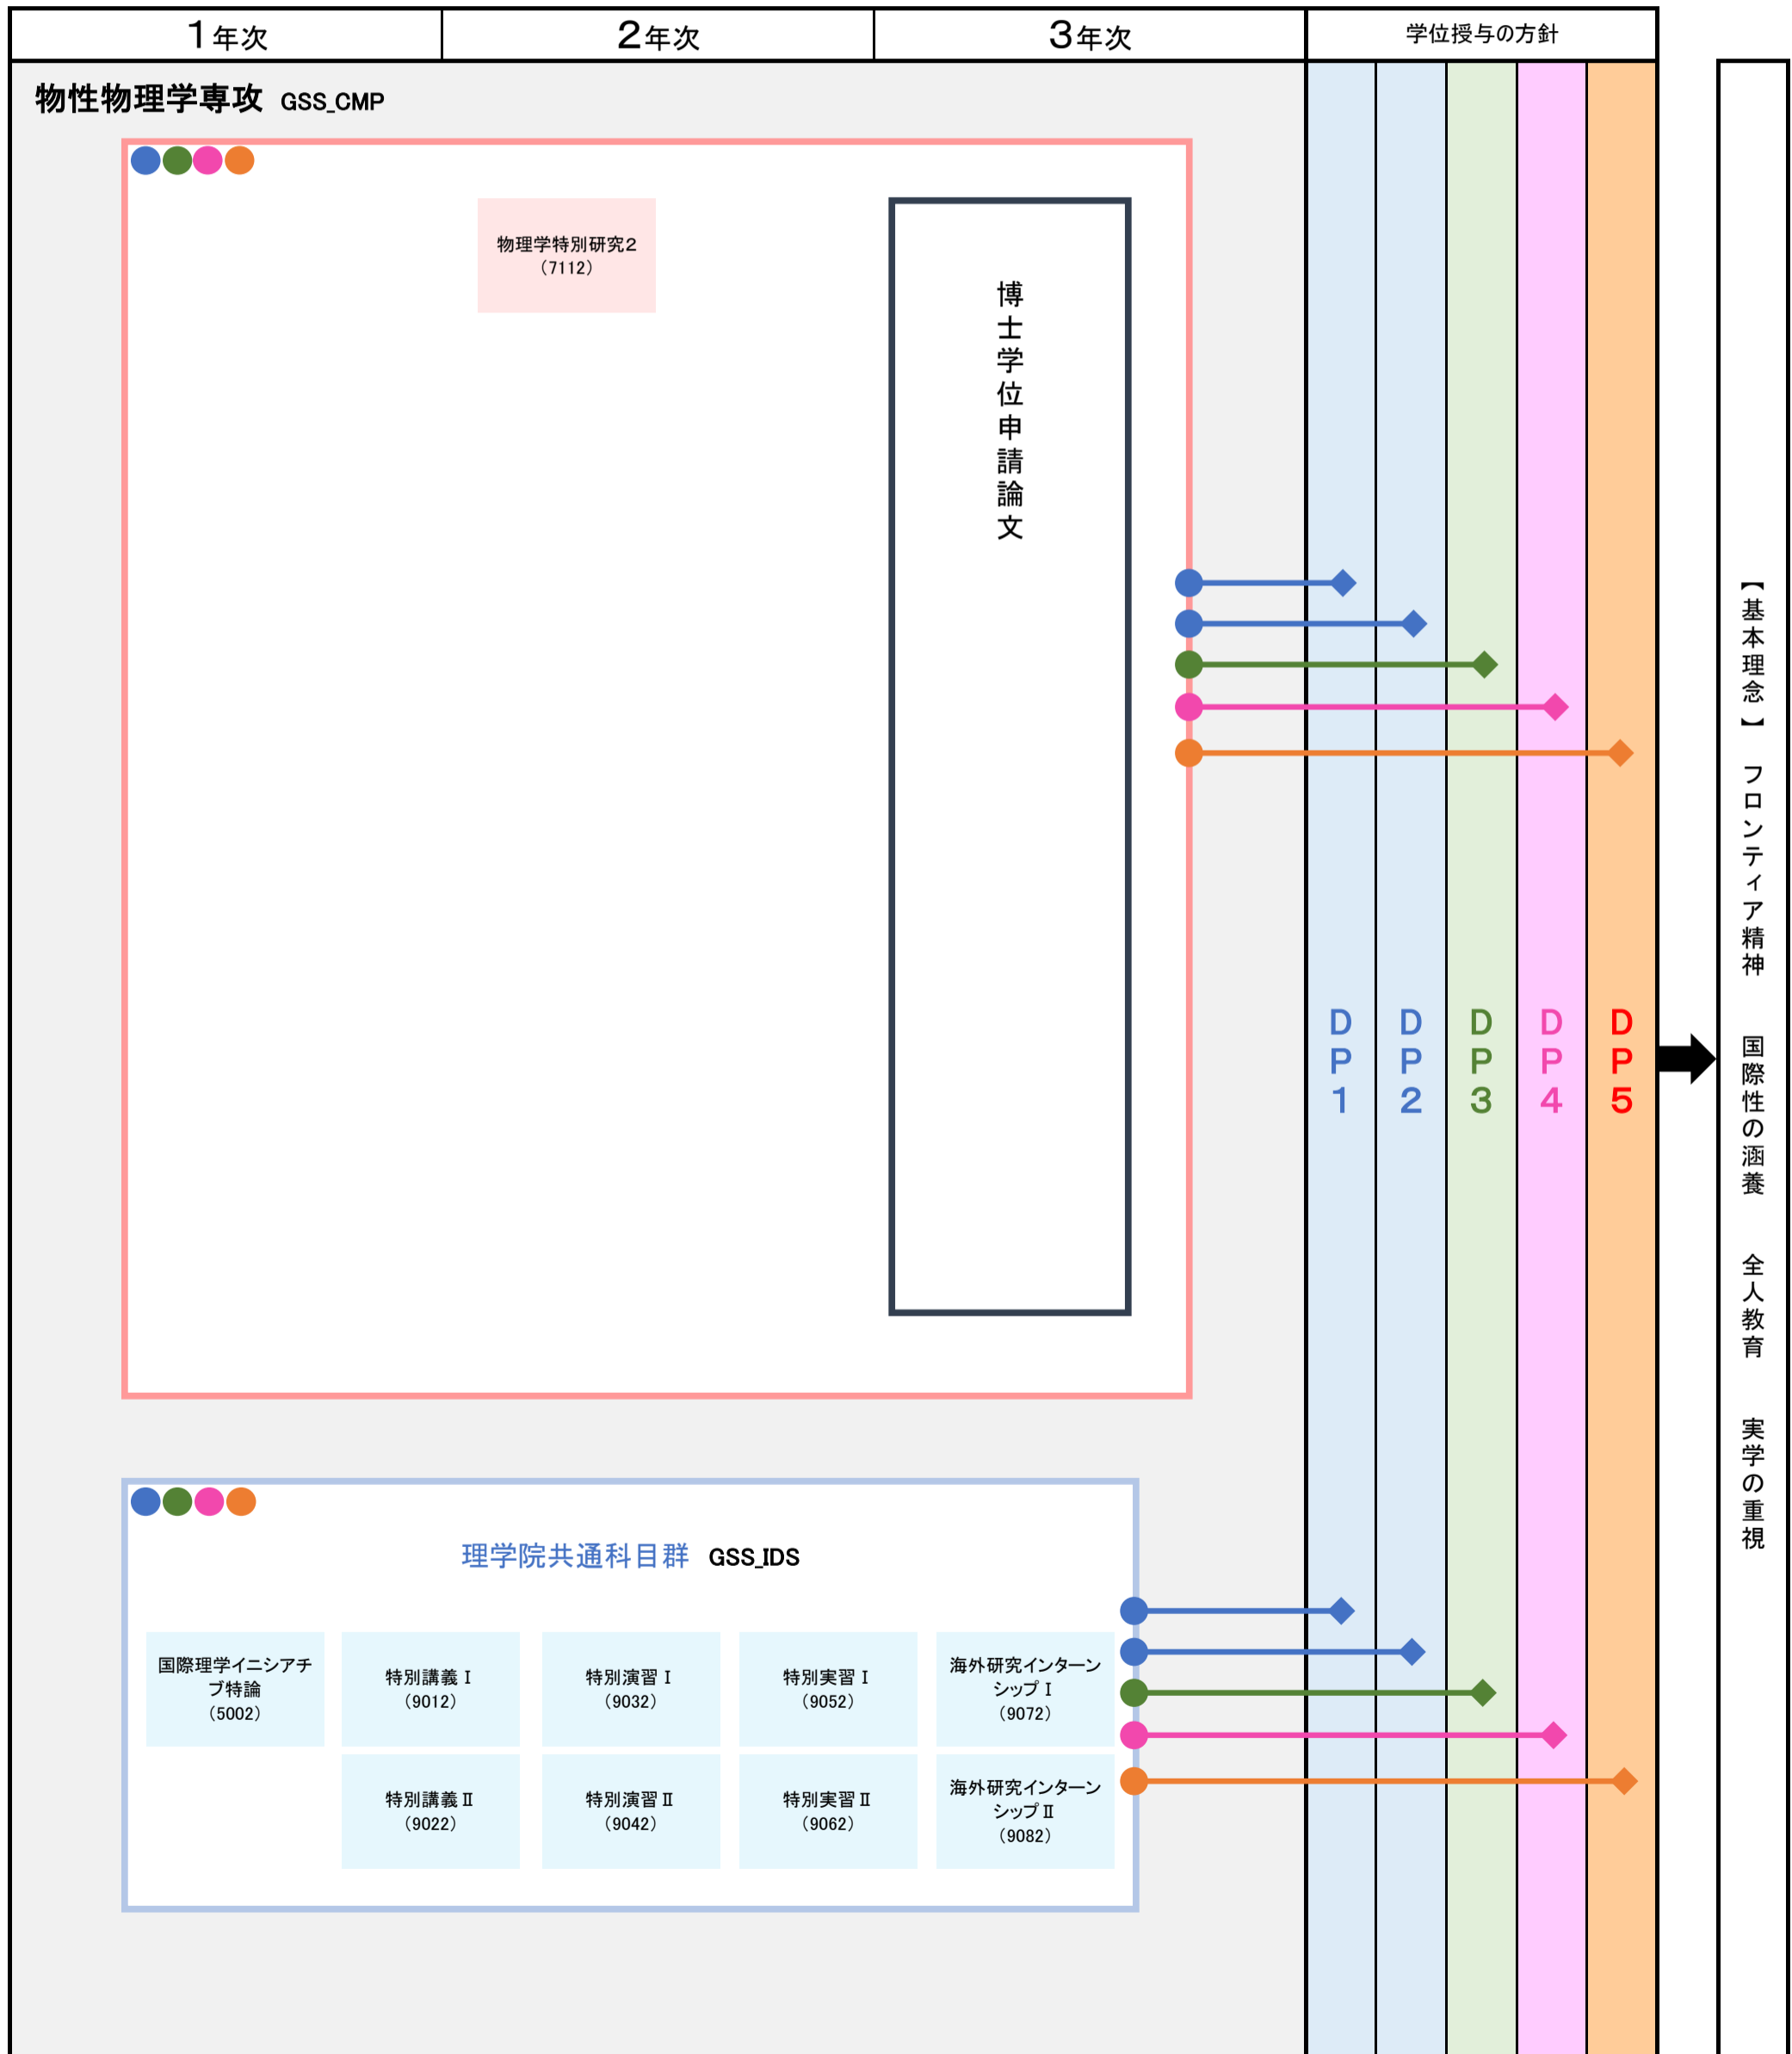 1年次
2年次
3年次
学位授与の方針
物性物理学専攻 GSS_CMP
物理学特別研究2
（7112）
博士学位申請論文
DP1
DP2
DP3
DP4
DP5
【基本理念】 フロンティア精神 国際性の涵養 全人教育 実学の重視
理学院共通科目群 GSS_IDS
国際理学イニシアチ
ブ特論
（5002）
特別講義Ⅰ
（9012）
特別演習Ⅰ
（9032）
特別実習Ⅰ
（9052）
海外研究インターン
シップⅠ
（9072）
特別講義Ⅱ
（9022）
特別演習Ⅱ
（9042）
特別実習Ⅱ
（9062）
海外研究インターン
シップⅡ
（9082）